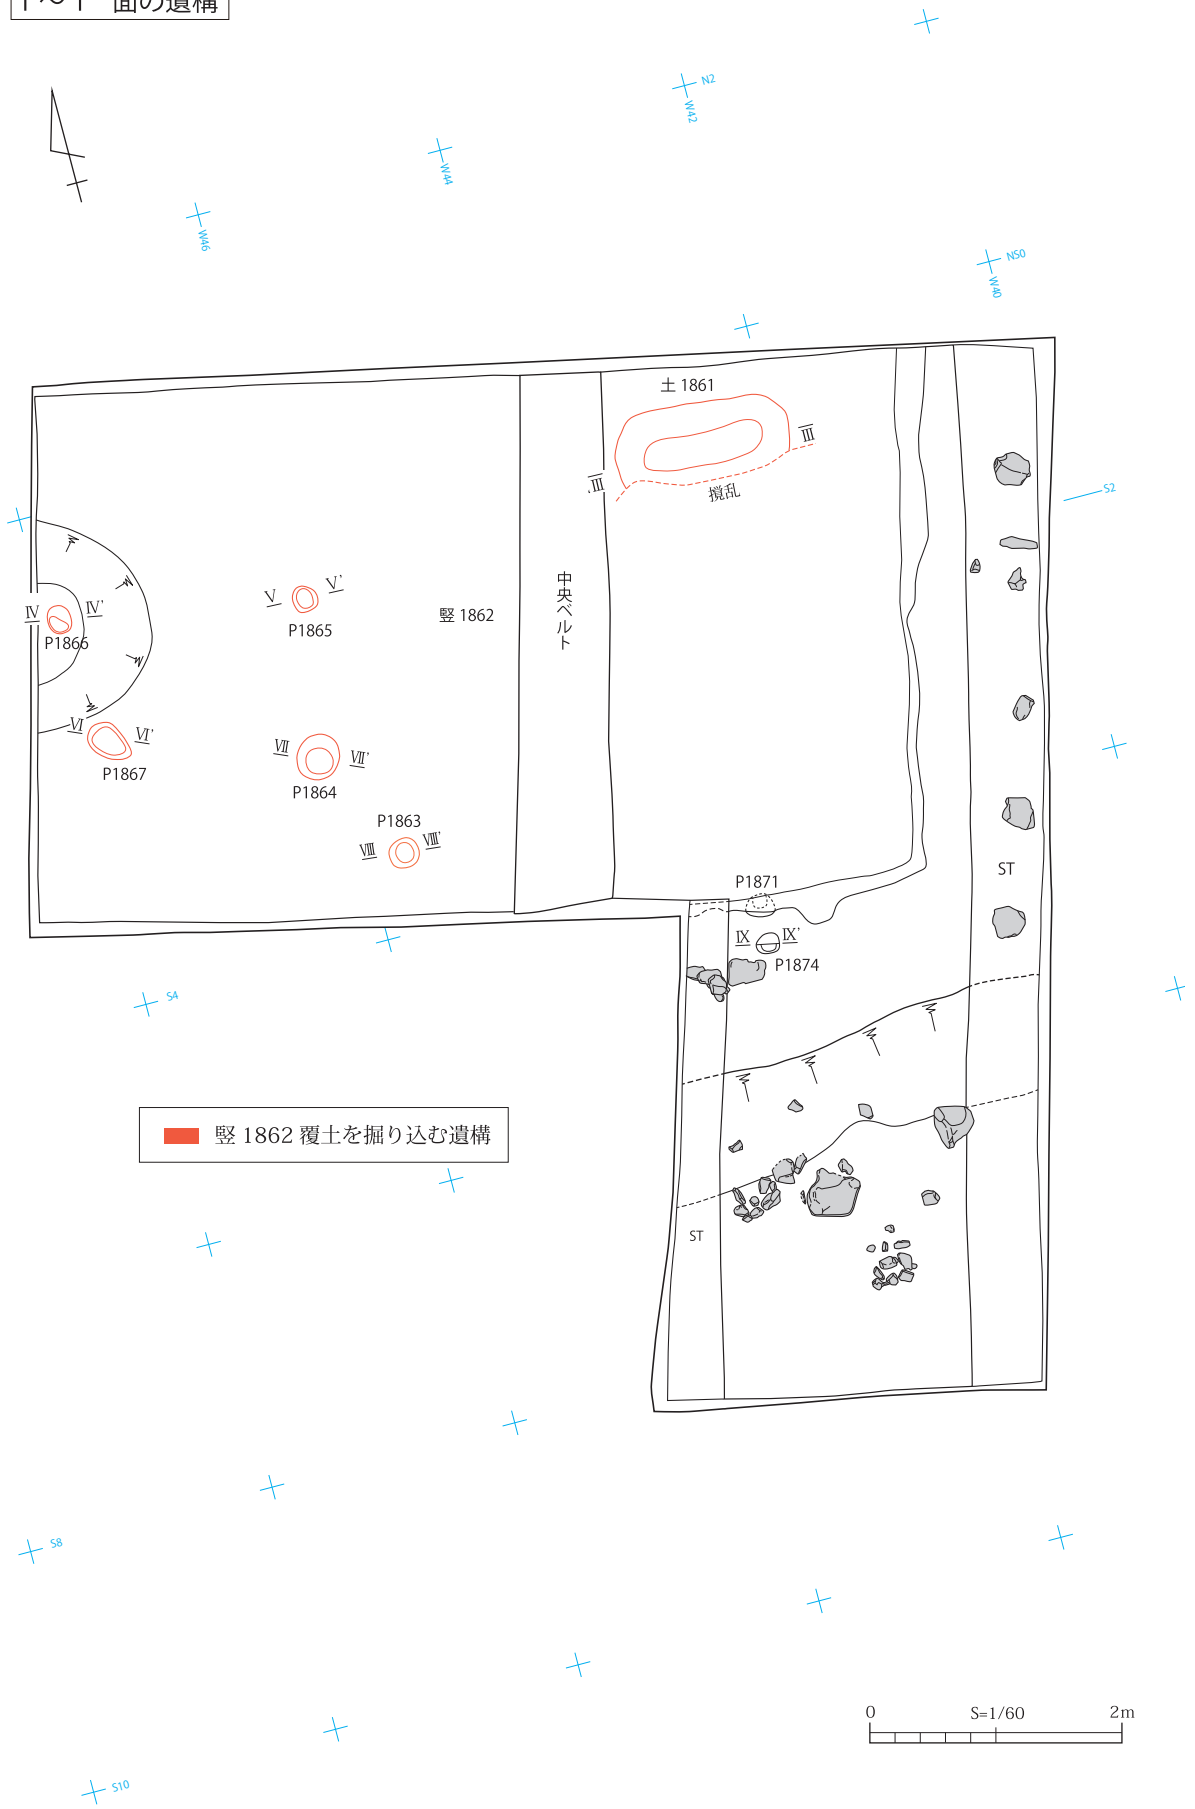 面の遺構
N2
W42
W44
W46
NS0
W40
土 1861
Ⅲ
Ⅲ
撹乱
S2
Ⅴ
Ⅴ'
P1865
竪 1862
中央ベルト
Ⅳ
Ⅳ'
P1866
Ⅵ
Ⅵ'
P1867
Ⅶ
Ⅶ'
P1864
P1863
Ⅷ
Ⅷ'
ST
P1871
Ⅸ
Ⅸ'
P1874
S4
竪 1862 覆土を掘り込む遺構
ST
S8
0
S=1/60
2m
S10